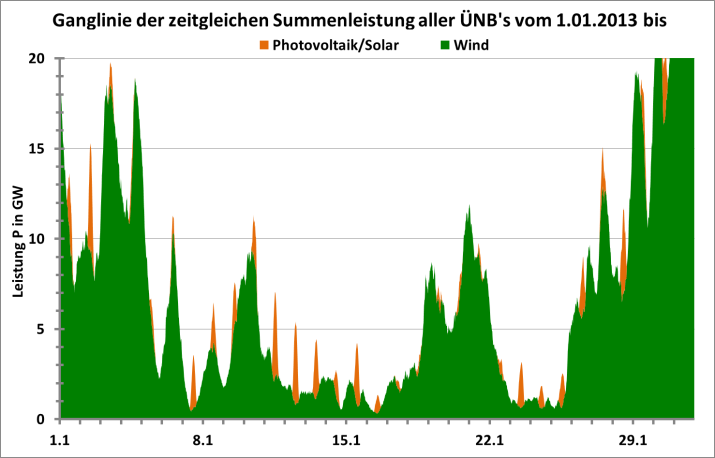 Ganglinie der zeitgleichen Summenleistung aller ÜNB's vom 1.01.2013 bis
Photovoltaik/Solar Wind
Leistung P in GW
20
15
10
5
0
1.1 8.1 15.1 22.1 29.1